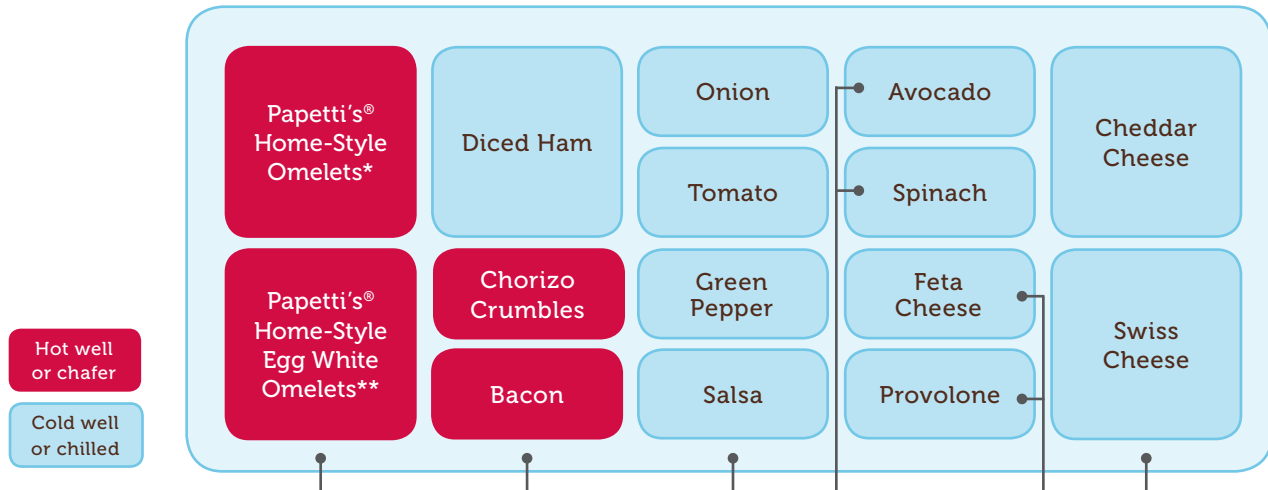 Papetti's®
Home-Style
Omelets*
Diced Ham
Onion
Avocado
Cheddar
Cheese
Tomato
Spinach
Papetti's®
Home-Style
Egg White
Omelets**
Chorizo
Crumbles
Green
Pepper
Feta
Cheese
Swiss
Cheese
Bacon
Salsa
Provolone
Hot well
or chafer
Cold well
or chilled